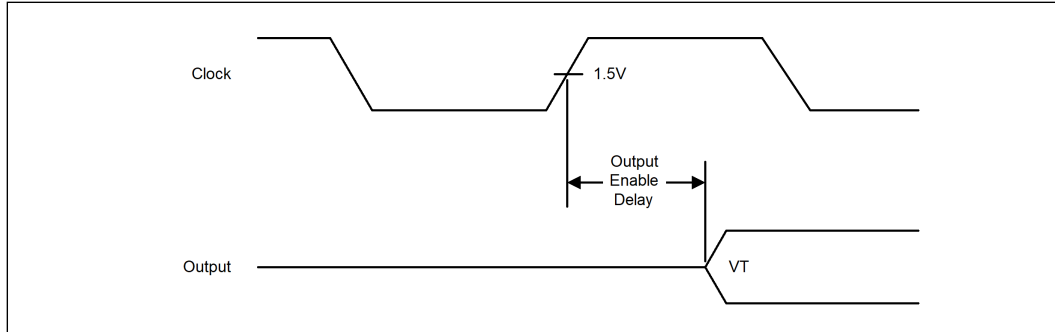 Clock
1.5V
Output
Enable
Delay
Output
VT